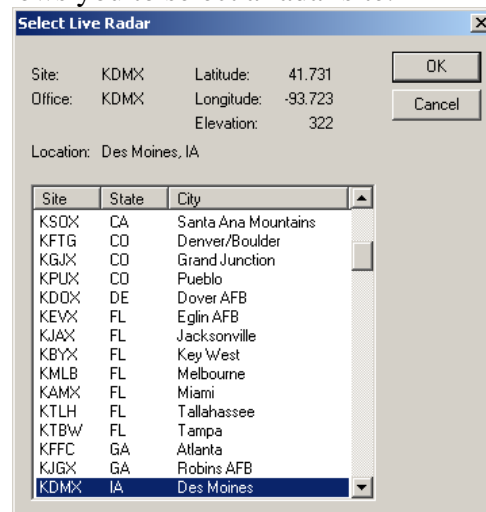 Select Live Radar
Site: KDMX Latitude: 41.731 OK
Office: KDMX Longitude: -93.723 Cancel
Elevation: 322
Location: Des Moines, IA
Site State City
KSOX CA Santa Ana Mountains
KFTG CO Denver/Boulder
KGJX CO Grand Junction
KPUX CO Pueblo
KDOX DE Dover AFB
KEVX FL Eglin AFB
KJAX FL Jacksonville
KBYX FL Key West
KMLB FL Melbourne
KAMX FL Miami
KTLH FL Tallahassee
KTBW FL Tampa
KFFC GA Atlanta
KJGX GA Robins AFB
KDMX IA Des Moines